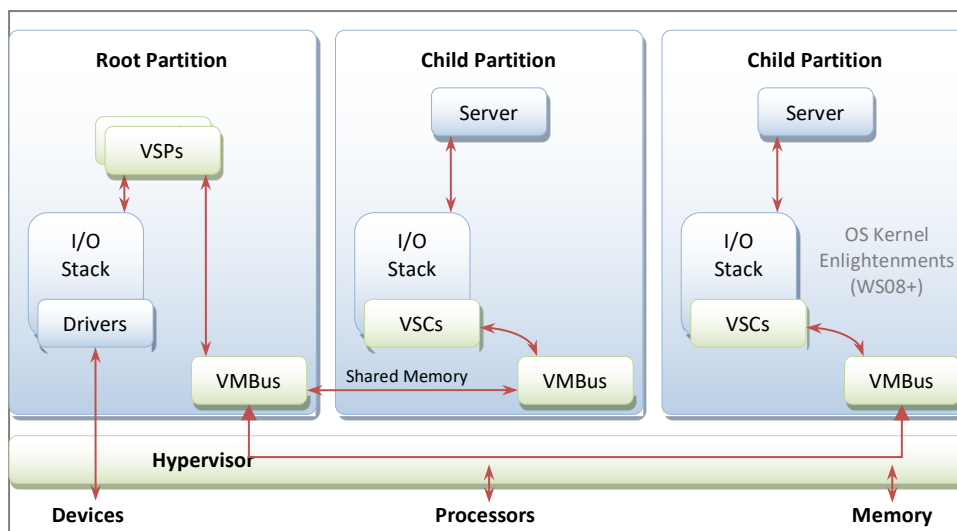 Root Partition
VSPs
I/O
Stack
Drivers
VMBus
Child Partition
Server
I/O
Stack
VSCs
Shared Memory
VMBus
Child Partition
Server
I/O
Stack
OS Kernel
Enlightenments
(WS08+)
VSCs
VMBus
Hypervisor
Devices
Processors
Memory